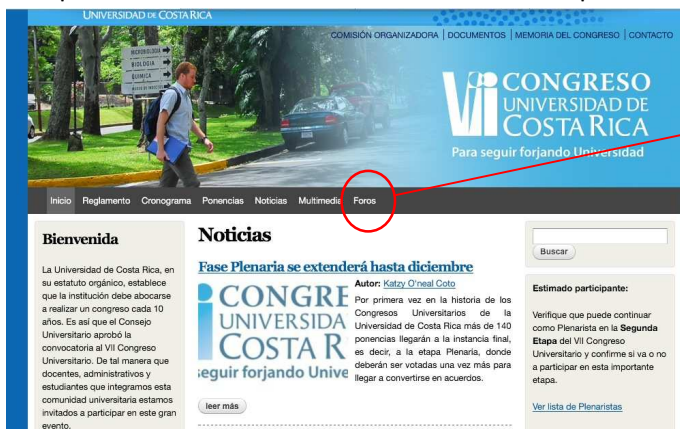 UNIVERSIDAD DE COSTA RICA
COMISIÓN ORGANIZADORA | DOCUMENTOS | MEMORIA DEL CONGRESO | CONTACTO
MICROBIOLOGÍA
BIOLOGÍA
QUÍMICA
VII CONGRESO
UNIVERSIDAD DE
COSTA RICA
Para seguir forjando Universidad
Inicio Reglamento Cronograma Ponencias Noticias Multimedia Foros
Bienvenida
La Universidad de Costa Rica, en
su estatuto orgánico, establece
que la institución debe abocarse
a realizar un congreso cada 10
años. Es así que el Consejo
Universitario aprobó la
convocatoria al VII Congreso
Universitario. De tal manera que
docentes, administrativos y
estudiantes que integramos esta
comunidad universitaria estamos
invitados a participar en este gran
evento.
Noticias
Fase Plenaria se extenderá hasta diciembre
CONGRE
UNIVERSIDA
COSTA R
seguir forjando Unive
Autor: Katzy O'neal Coto
Por primera vez en la historia de los
Congresos Universitarios de la
Universidad de Costa Rica más de 140
ponencias llegarán a la instancia final,
es decir, a la etapa Plenaria, donde
deberán ser votadas una vez más para
llegar a convertirse en acuerdos.
leer más
Buscar
Estimado participante:
Verifique que puede continuar
como Plenarista en la Segunda
Etapa del VII Congreso
Universitario y confirme si va o no
a participar en esta importante
etapa.
Ver lista de Plenaristas